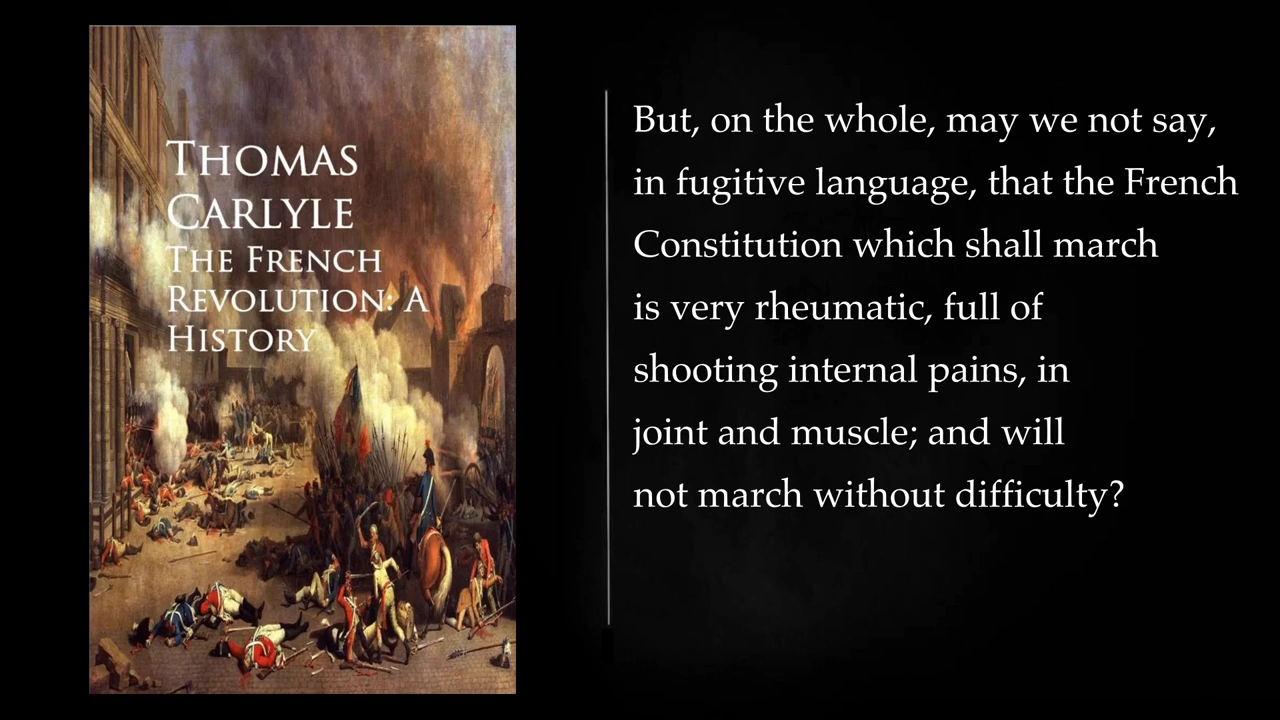 THOMAS
CARLYLE
THE FRENCH
REVOLUTION: A
HISTORY
But, on the whole, may we not say,
in fugitive language, that the French
Constitution which shall march
is very rheumatic, full of
shooting internal pains, in
joint and muscle; and will
not march without difficulty?